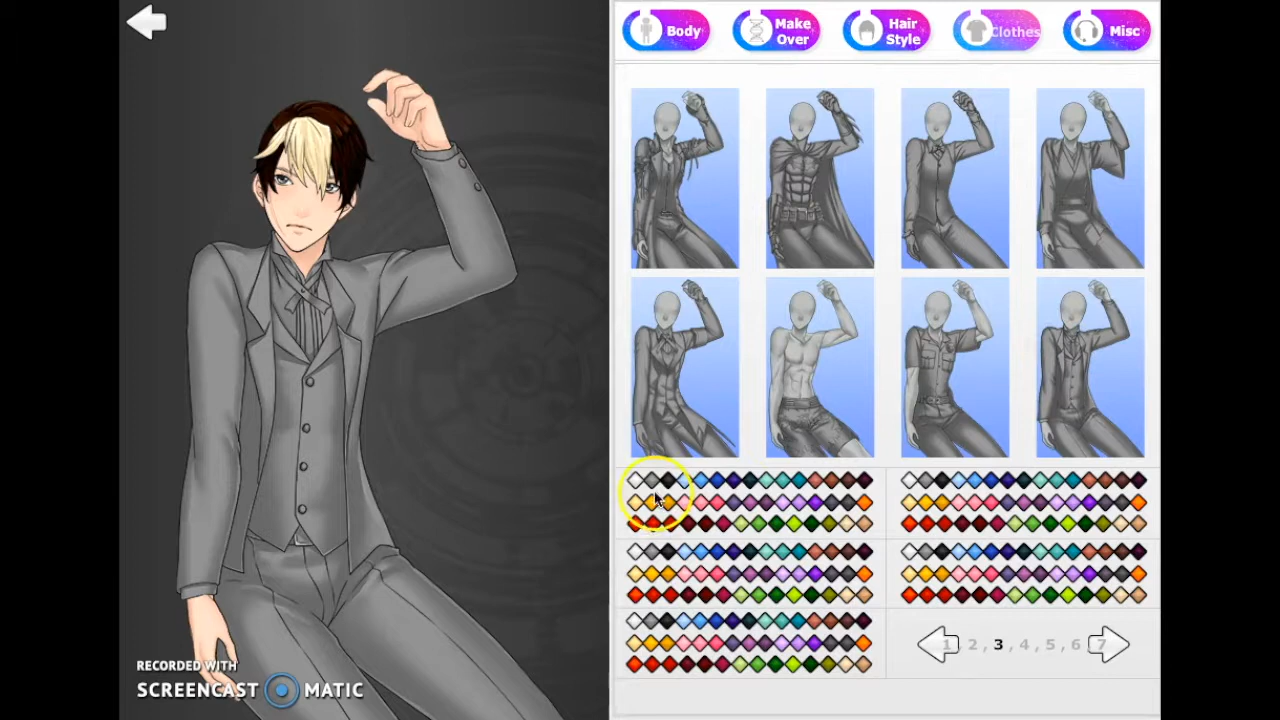 Body
Make
Over
Hair
Style
Clothes
Misc
1 , 2 , 3 , 4 , 5 , 6 , 7
RECORDED WITH
SCREENCAST MATIC